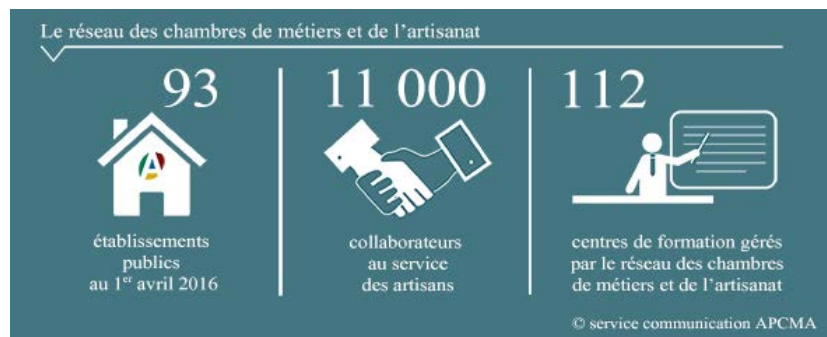 Le réseau des chambres de métiers et de l'artisanat
93
établissements
publics
au 1er avril 2016
11 000
collaborateurs
au service
des artisans
112
centres de formation gérés
par le réseau des chambres
de métiers et de l'artisanat
© service communication APCMA